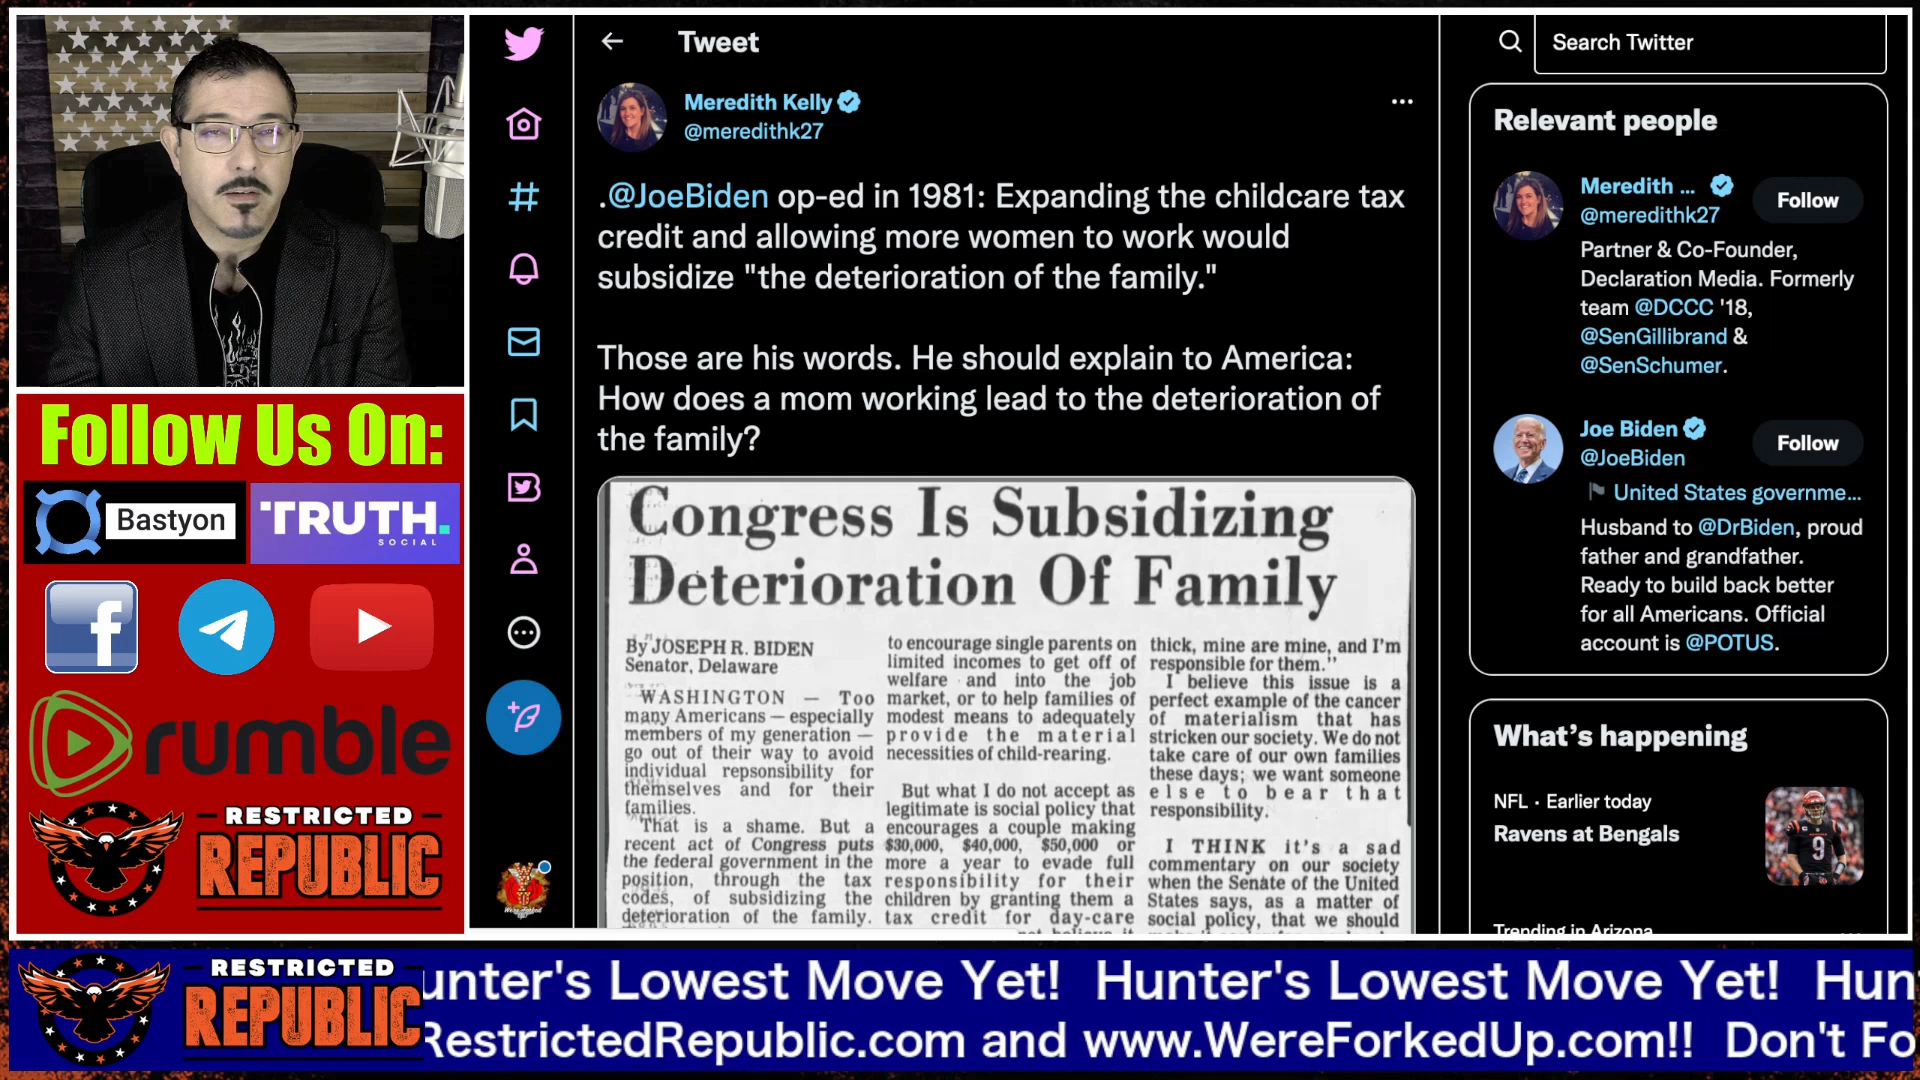 Follow Us On:
Bastyon
TRUTH.
SOCIAL
f
rumble
RESTRICTED
REPUBLIC
Tweet
Meredith Kelly
@meredithk27
.@JoeBiden op-ed in 1981: Expanding the childcare tax
credit and allowing more women to work would
subsidize "the deterioration of the family."
Those are his words. He should explain to America:
How does a mom working lead to the deterioration of
the family?
Congress Is Subsidizing
Deterioration Of Family
By JOSEPH R. BIDEN
Senator, Delaware
WASHINGTON — Too
many Americans — especially
members of my generation —
go out of their way to avoid
individual repsonsibility for
themselves and for their
families.
That is a shame. But a
recent act of Congress puts
the federal government in the
position, through the tax
codes, of subsidizing the
deterioration of the family.
to encourage single parents on
limited incomes to get off of
welfare and into the job
market, or to help families of
modest means to adequately
provide the material
necessities of child-rearing.
But what I do not accept as
legitimate is social policy that
encourages a couple making
$30,000, $40,000, $50,000 or
more a year to evade full
responsibility for their
children by granting them a
tax credit for day-care
thick, mine are mine, and I'm
responsible for them."
I believe this issue is a
perfect example of the cancer
of materialism that has
stricken our society. We do not
take care of our own families
these days; we want someone
else to bear that
responsibility.
I THINK it's a sad
commentary on our society
when the Senate of the United
States says, as a matter of
social policy, that we should
Search Twitter
Relevant people
Meredith ...
@meredithk27
Follow
Partner & Co-Founder,
Declaration Media. Formerly
team @DCCC '18,
@SenGillibrand &
@SenSchumer.
Joe Biden
@JoeBiden
Follow
United States governme...
Husband to @DrBiden, proud
father and grandfather.
Ready to build back better
for all Americans. Official
account is @POTUS.
What's happening
NFL · Earlier today
Ravens at Bengals
9
Trending in Arizona
RESTRICTED
REPUBLIC
unter's Lowest Move Yet! Hunter's Lowest Move Yet! Hun
RestrictedRepublic.com and www.WereForkedUp.com!! Don't Fo